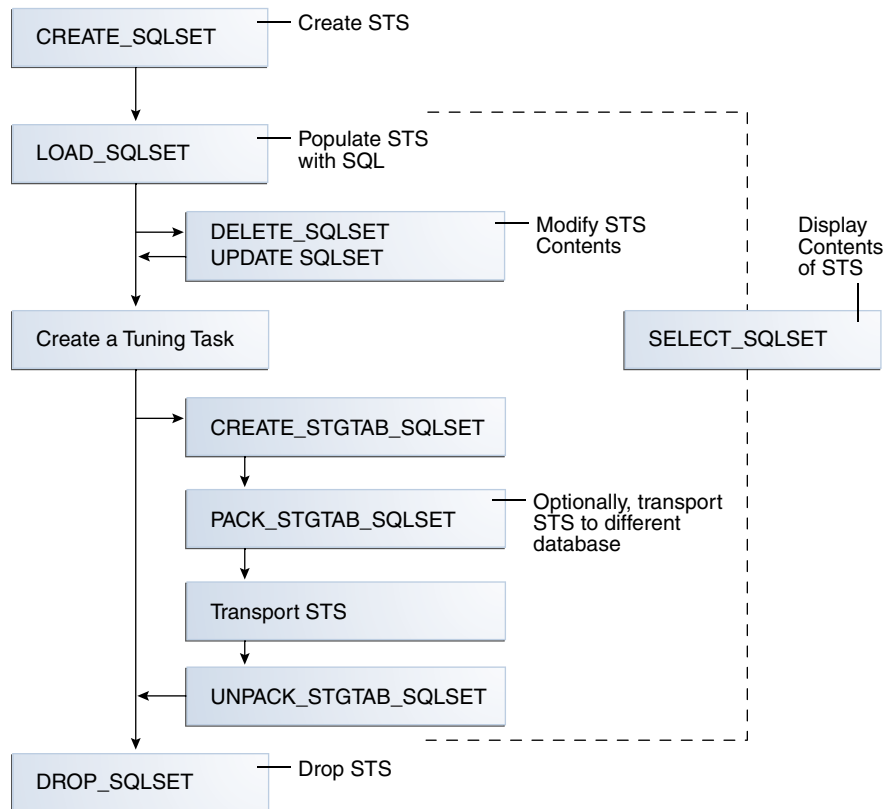 CREATE_SQLSET
Create STS
LOAD_SQLSET
Populate STS
with SQL
DELETE_SQLSET
UPDATE SQLSET
Modify STS
Contents
Display
Contents
of STS
Create a Tuning Task
SELECT_SQLSET
CREATE_STGTAB_SQLSET
PACK_STGTAB_SQLSET
Optionally, transport
STS to different
database
Transport STS
UNPACK_STGTAB_SQLSET
DROP_SQLSET
Drop STS